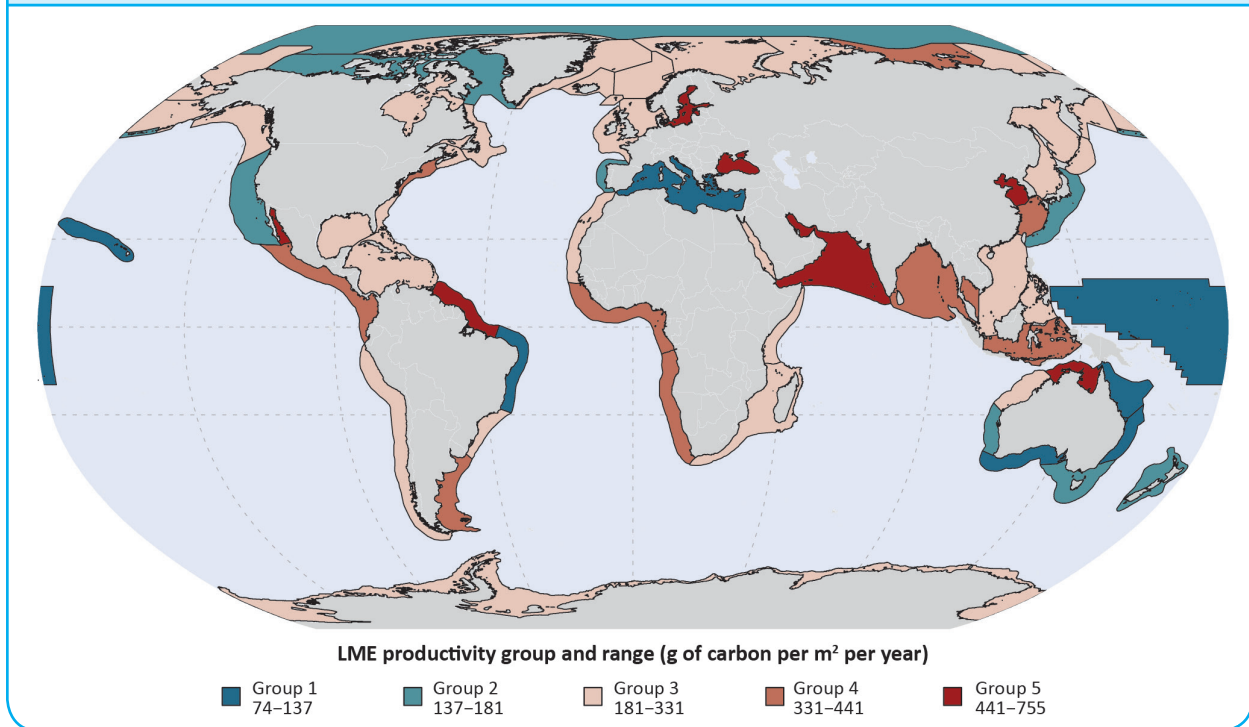 LME productivity group and range (g of carbon per m² per year)
Group 1
74–137
Group 2
137–181
Group 3
181–331
Group 4
331–441
Group 5
441–755